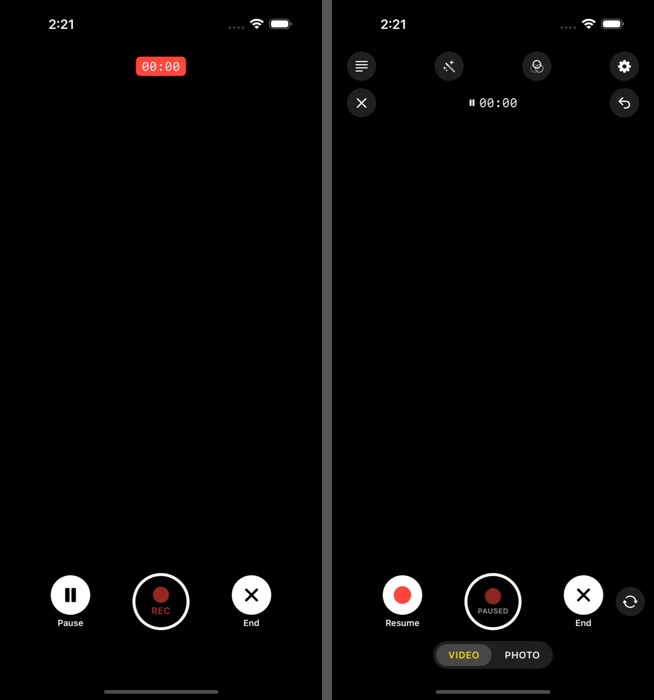 2:21
00:00
REC
Pause
End
2:21
00:00
PAUSED
Resume
End
VIDEO PHOTO